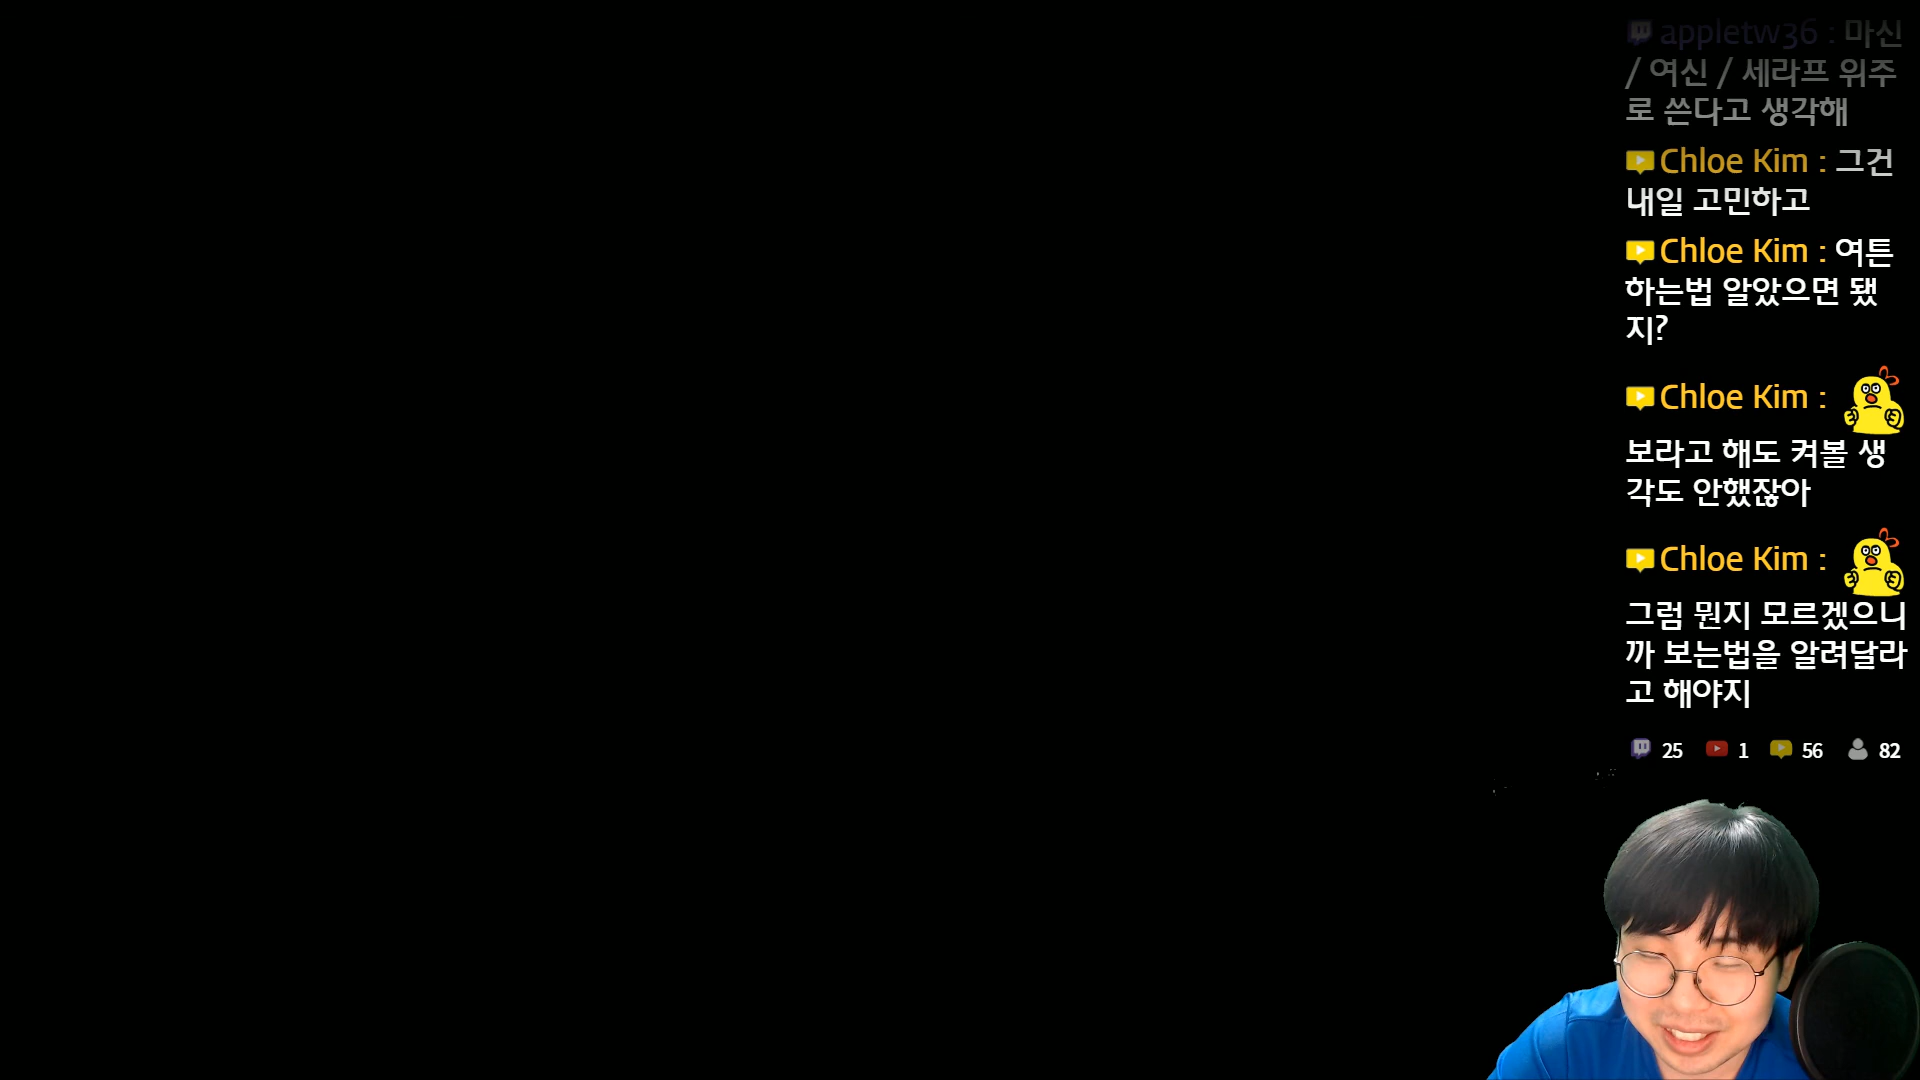 appletw36 : 마신
/ 여신 / 세라프 위주
로 쓴다고 생각해
Chloe Kim : 그건
내일 고민하고
Chloe Kim : 여튼
하는법 알았으면 됐
지?
Chloe Kim :
보라고 해도 켜볼 생
각도 안했잖아
Chloe Kim :
그럼 뭔지 모르겠으니
까 보는법을 알려달라
고 해야지
25 1 56 82